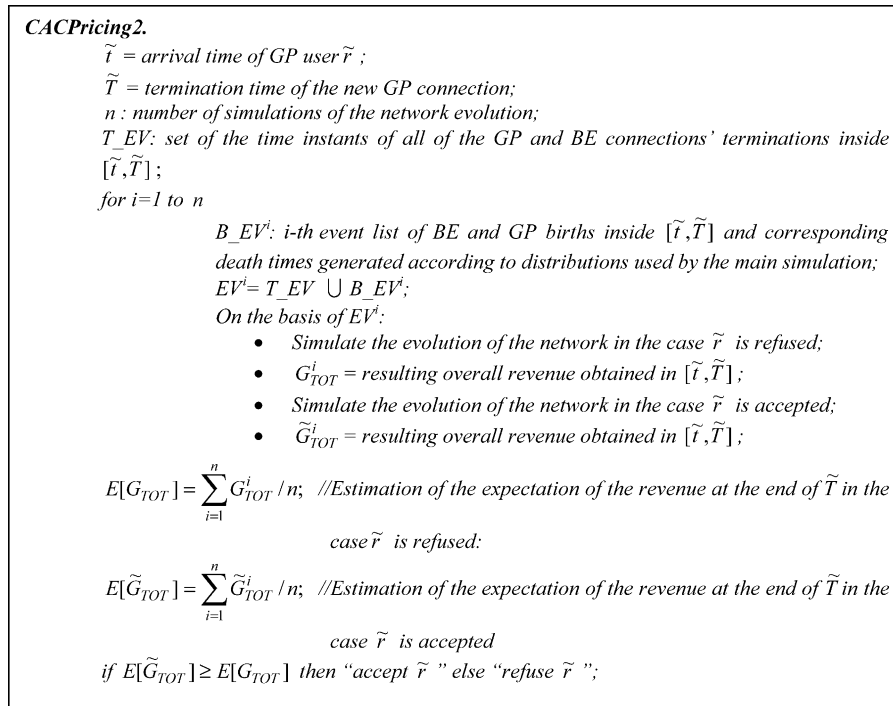 CACPricing2.
t̃ = arrival time of GP user r̃ ;
T̃ = termination time of the new GP connection;
n : number of simulations of the network evolution;
T_EV: set of the time instants of all of the GP and BE connections’ terminations inside
[t̃,T̃] ;
for i=1 to n
B_EVⁱ: i-th event list of BE and GP births inside [t̃,T̃] and corresponding
death times generated according to distributions used by the main simulation;
EVⁱ= T_EV ∪ B_EVⁱ;
On the basis of EVⁱ:
• Simulate the evolution of the network in the case r̃ is refused;
• G^i_TOT = resulting overall revenue obtained in [t̃,T̃] ;
• Simulate the evolution of the network in the case r̃ is accepted;
• G̃^i_TOT = resulting overall revenue obtained in [t̃,T̃] ;
E[G_TOT] = ∑_{i=1}^{n} G^i_TOT / n; //Estimation of the expectation of the revenue at the end of T̃ in the
case r̃ is refused:
E[G̃_TOT] = ∑_{i=1}^{n} G̃^i_TOT / n; //Estimation of the expectation of the revenue at the end of T̃ in the
case r̃ is accepted
if E[G̃_TOT] ≥ E[G_TOT] then “accept r̃ ” else “refuse r̃ ”;